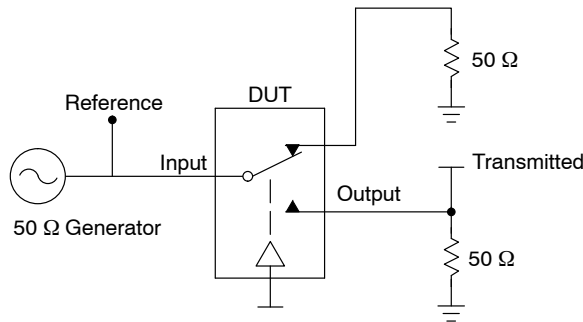 50 Ω
DUT
Reference
Input
Transmitted
Output
50 Ω Generator
50 Ω